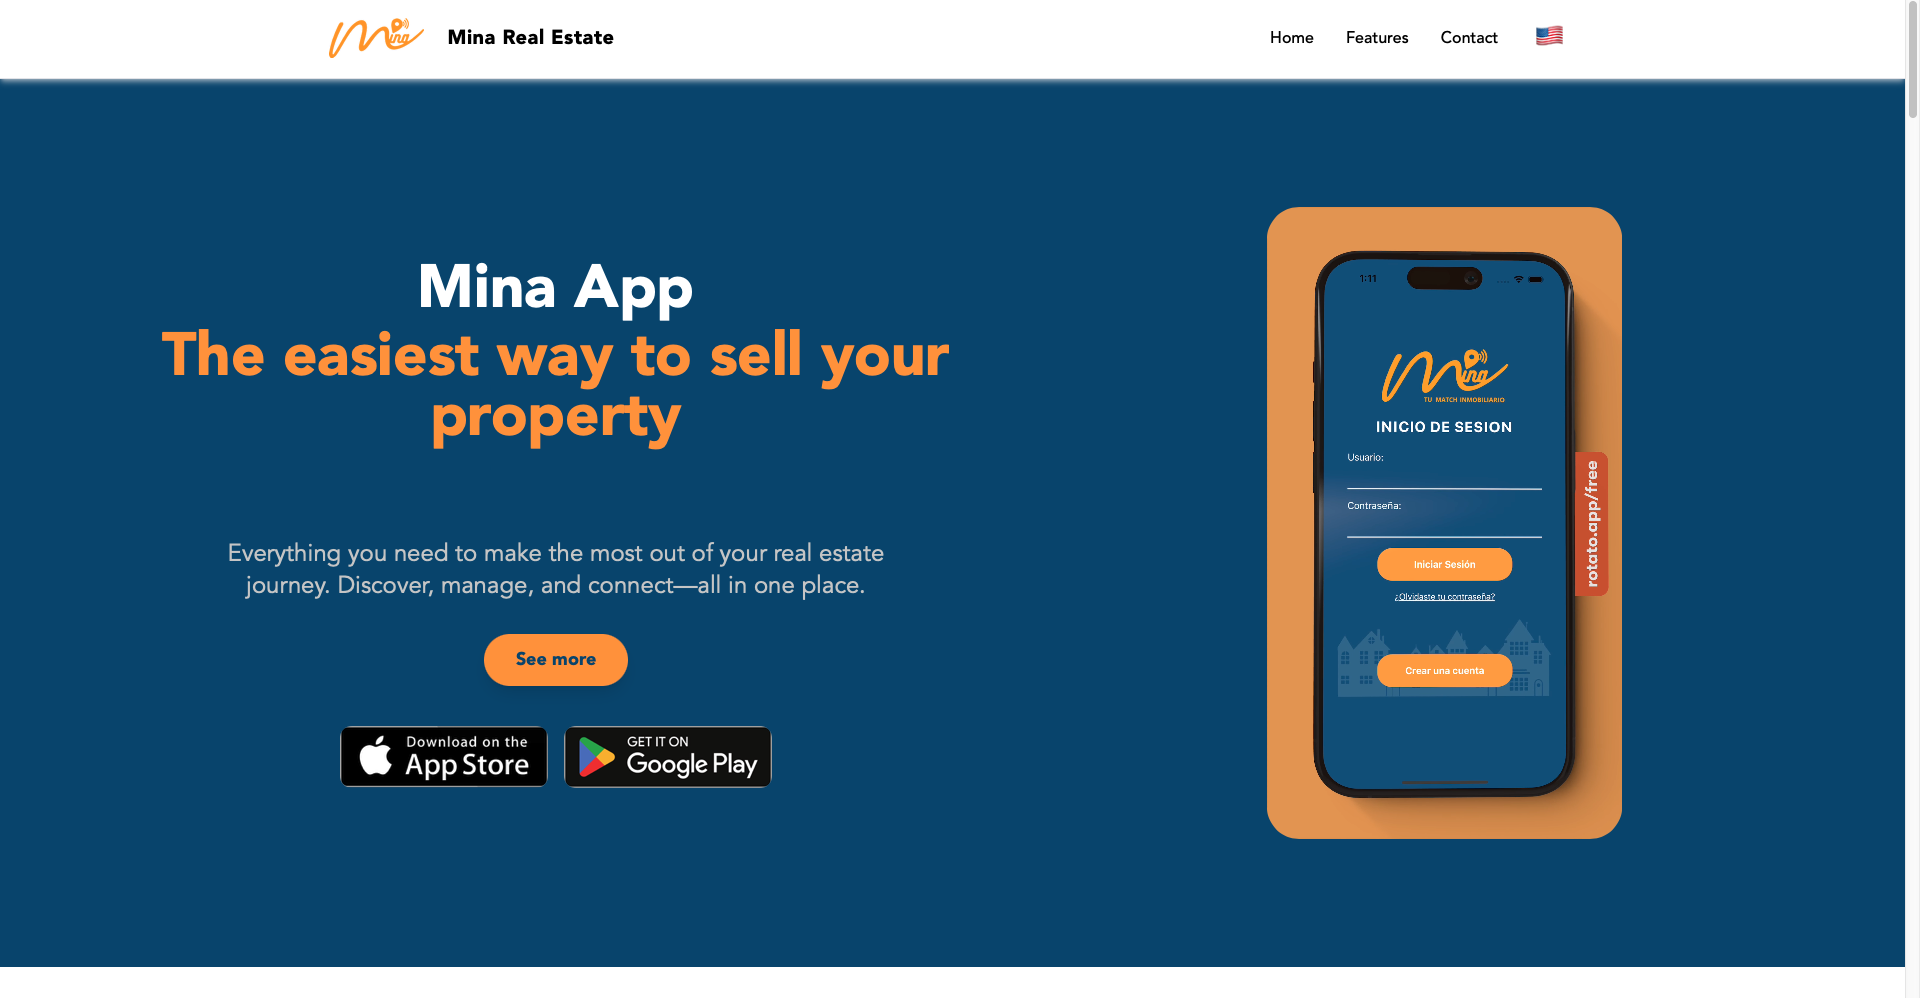 Mina
Mina Real Estate
Home
Features
Contact
Mina App
The easiest way to sell your
property
Everything you need to make the most out of your real estate
journey. Discover, manage, and connect—all in one place.
See more
Download on the
App Store
GET IT ON
Google Play
1:11
Mina
TU MATCH INMOBILIARIO
INICIO DE SESION
Usuario:
Contraseña:
Iniciar Sesión
¿Olvidaste tu contraseña?
Crear una cuenta
rotato.app/free